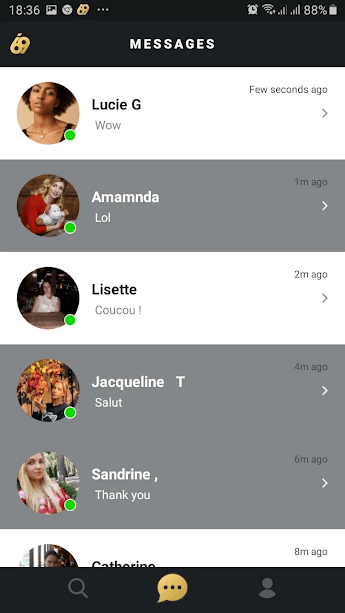 18:36 88%
i69
MESSAGES
Few seconds ago
Lucie G
Wow
1m ago
Amamnda
Lol
2m ago
Lisette
Coucou !
4m ago
Jacqueline T
Salut
6m ago
Sandrine ,
Thank you
8m ago
Catherine